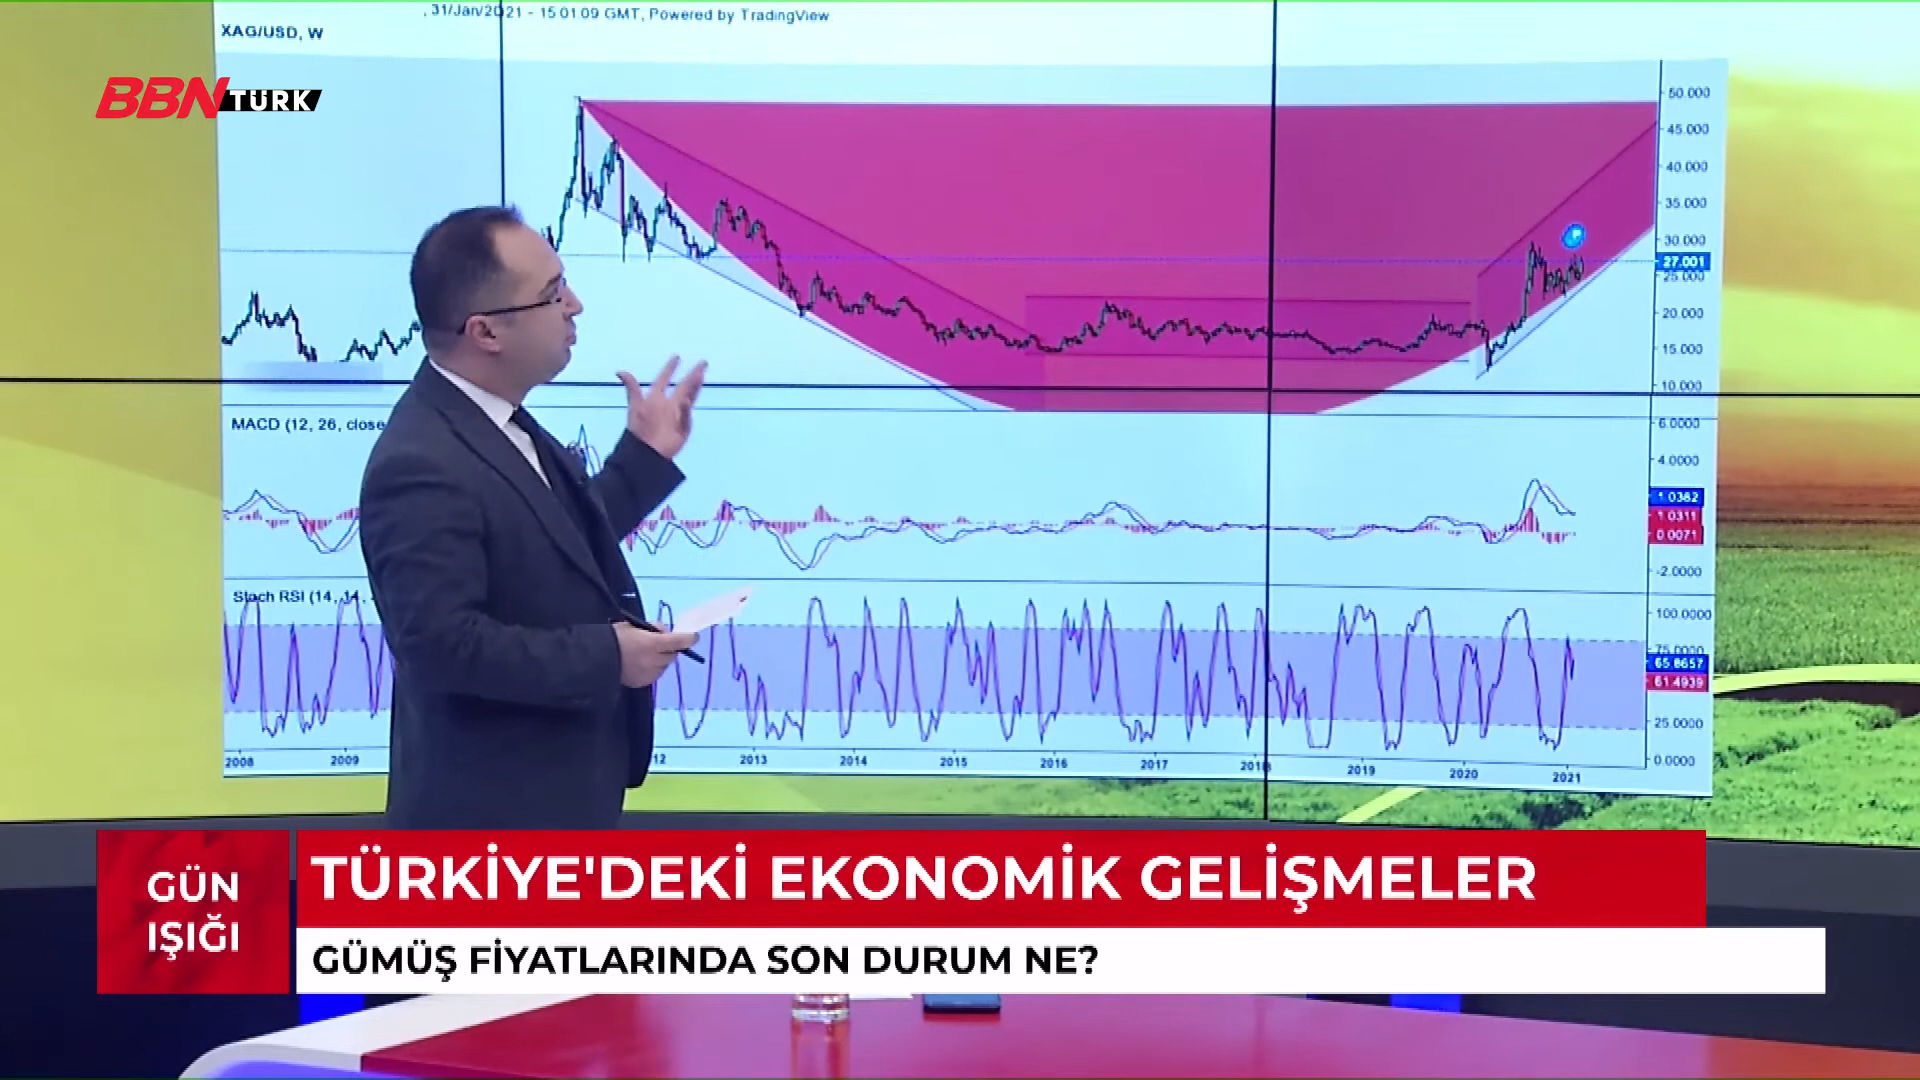 , 31/Jan/2021 - 15:01:09 GMT, Powered by TradingView
XAG/USD, W
BBN TÜRK
50.000
45.000
40.000
35.000
30.000
27.001
25.000
20.000
15.000
10.000
MACD (12, 26, close
6.0000
4.0000
1.0382
1.0311
0.0071
-2.0000
Stoch RSI (14, 14,
100.0000
75.0000
65.8657
61.4939
25.0000
0.0000
2008 2009 12 2013 2014 2015 2016 2017 2018 2019 2020 2021
GÜN
IŞIĞI
TÜRKİYE'DEKİ EKONOMİK GELİŞMELER
GÜMÜŞ FİYATLARINDA SON DURUM NE?